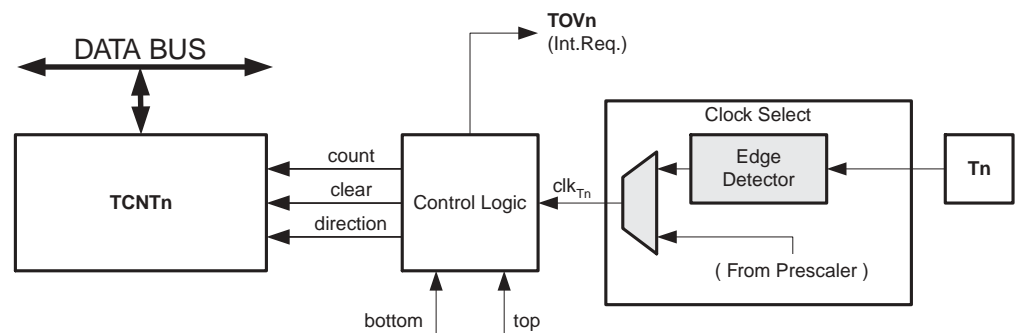 TOVn
(Int.Req.)
DATA BUS
Clock Select
count
Edge
Detector
Tn
clear
TCNTn
Control Logic
clkTn
direction
( From Prescaler )
bottom
top